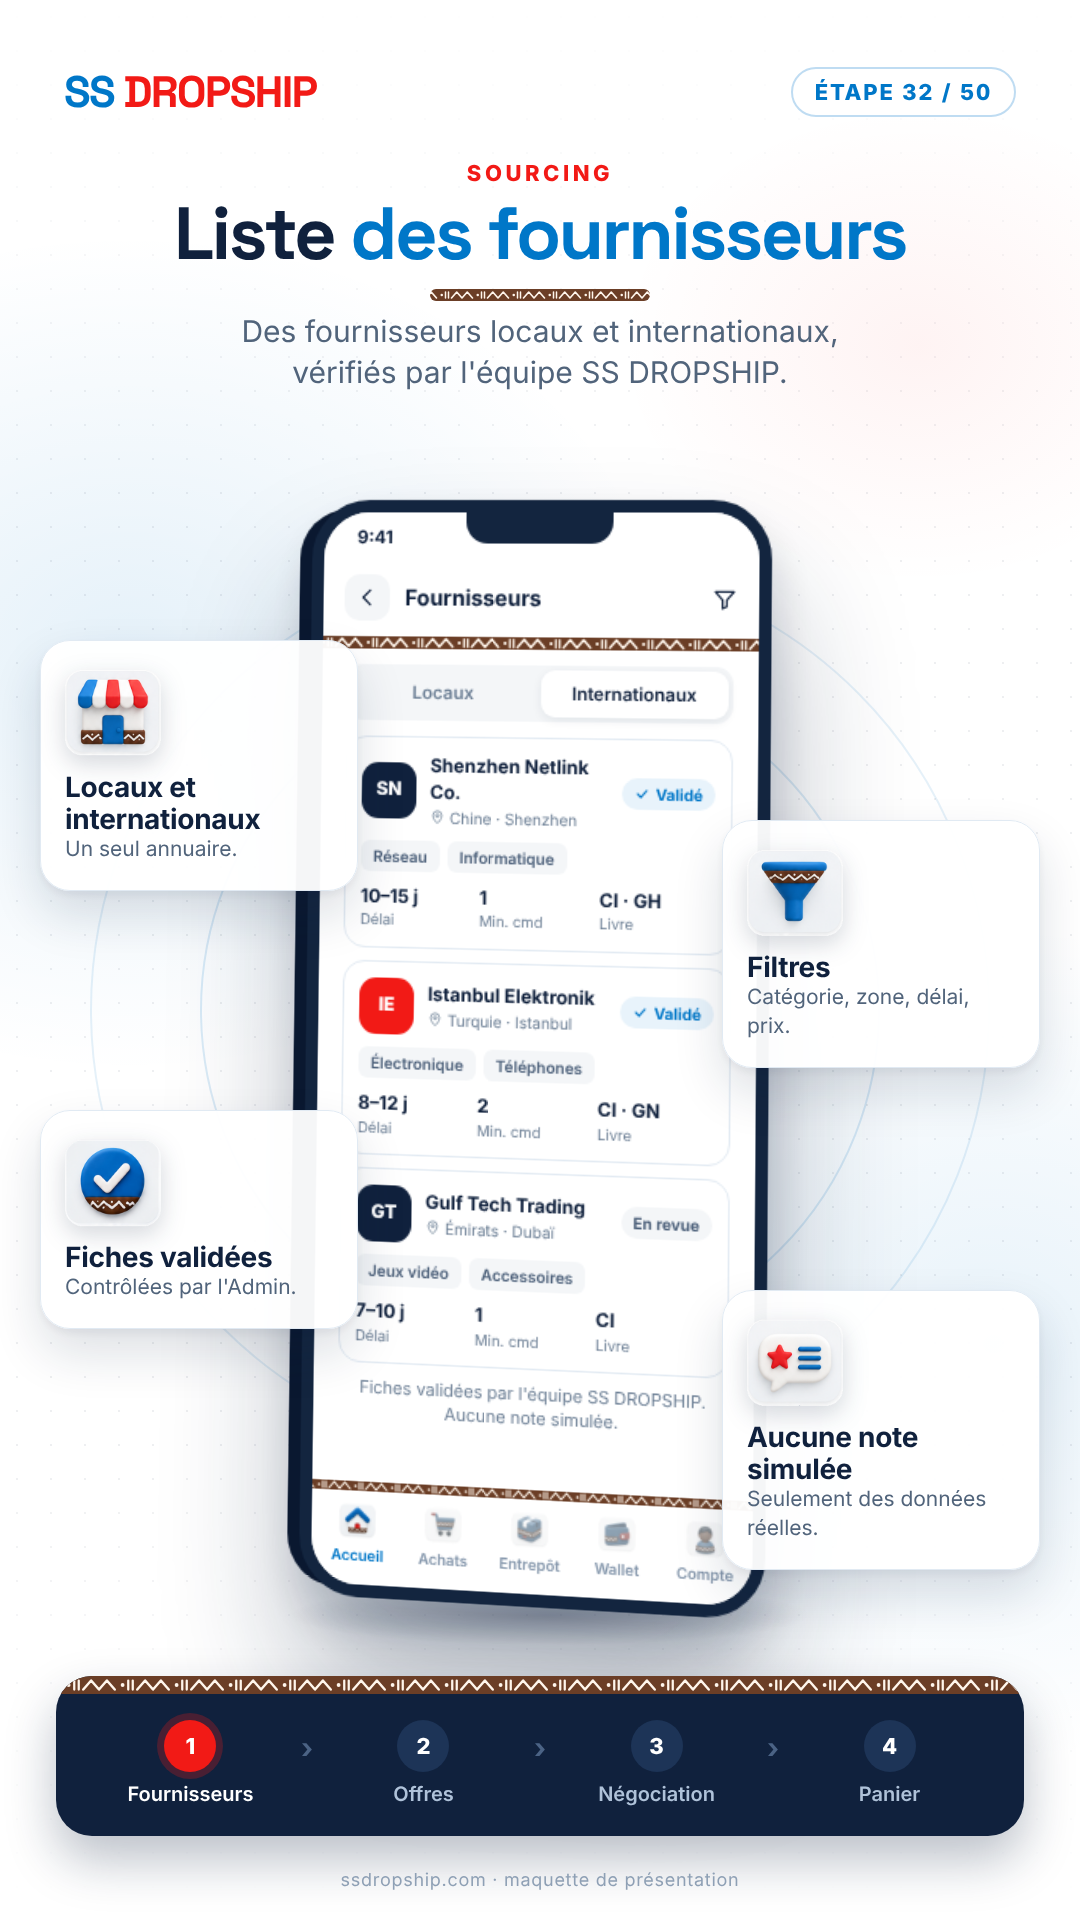 SS DROPSHIP
ÉTAPE 32 / 50
SOURCING
Liste des fournisseurs
Des fournisseurs locaux et internationaux,
vérifiés par l'équipe SS DROPSHIP.
9:41
Fournisseurs
Locaux
Internationaux
SN
Shenzhen Netlink
Co.
Chine · Shenzhen
Validé
Réseau
Informatique
10–15 j
1
CI · GH
Délai
Min. cmd
Livre
IE
Istanbul Elektronik
Turquie · Istanbul
Validé
Électronique
Téléphones
8–12 j
2
CI · GN
Délai
Min. cmd
Livre
GT
Gulf Tech Trading
Émirats · Dubaï
En revue
Jeux vidéo
Accessoires
7–10 j
1
CI
Délai
Min. cmd
Livre
Fiches validées par l'équipe SS DROPSHIP.
Aucune note simulée.
Accueil
Achats
Entrepôt
Wallet
Compte
Locaux et
internationaux
Un seul annuaire.
Filtres
Catégorie, zone, délai,
prix.
Fiches validées
Contrôlées par l'Admin.
Aucune note
simulée
Seulement des données
réelles.
1
2
3
4
Fournisseurs
Offres
Négociation
Panier
ssdropship.com · maquette de présentation